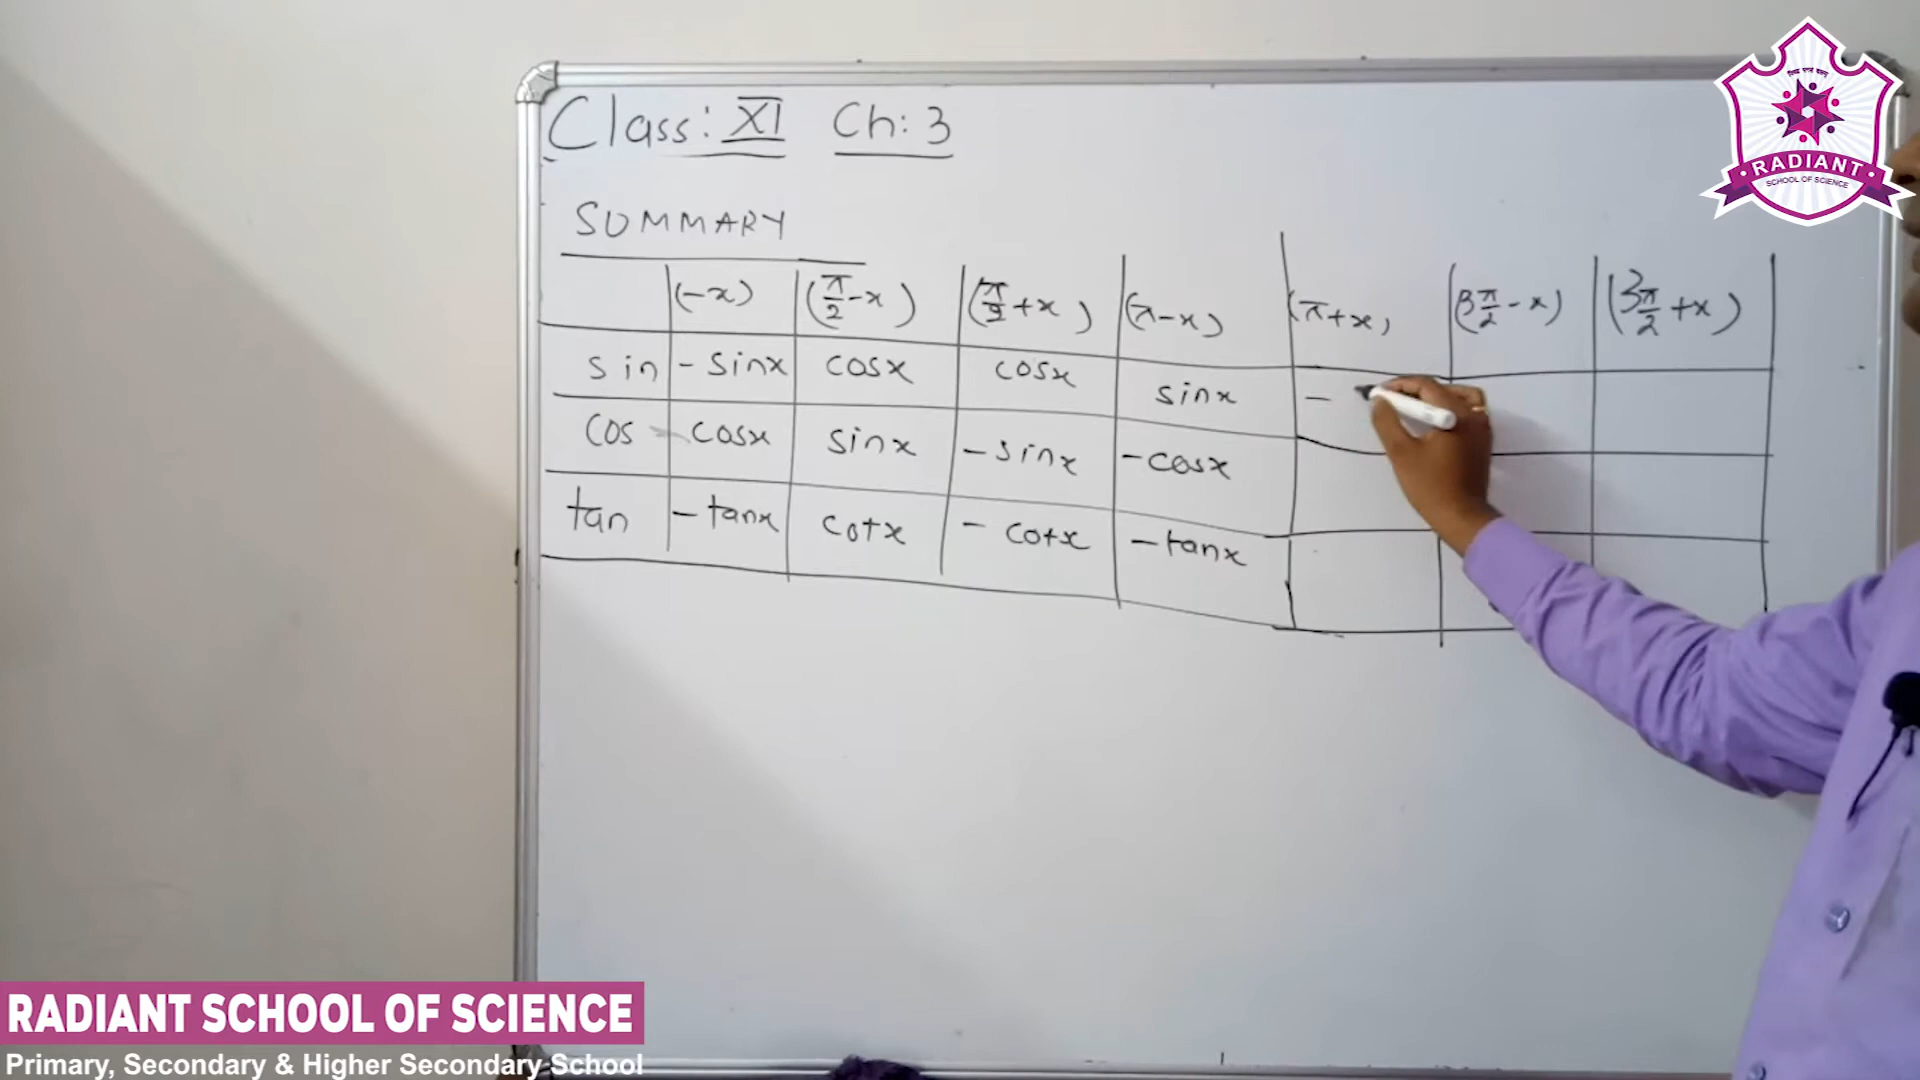 Class: XI Ch: 3
SUMMARY
(-x) (π/2 -x) (π/2 +x) (π-x) (π+x) (3π/2 -x) (3π/2 +x)
sin -sinx cosx cosx sinx -
cos cosx sinx -sinx -cosx
tan -tanx cotx -cotx -tanx
RADIANT
SCHOOL OF SCIENCE
RADIANT SCHOOL OF SCIENCE
Primary, Secondary & Higher Secondary School